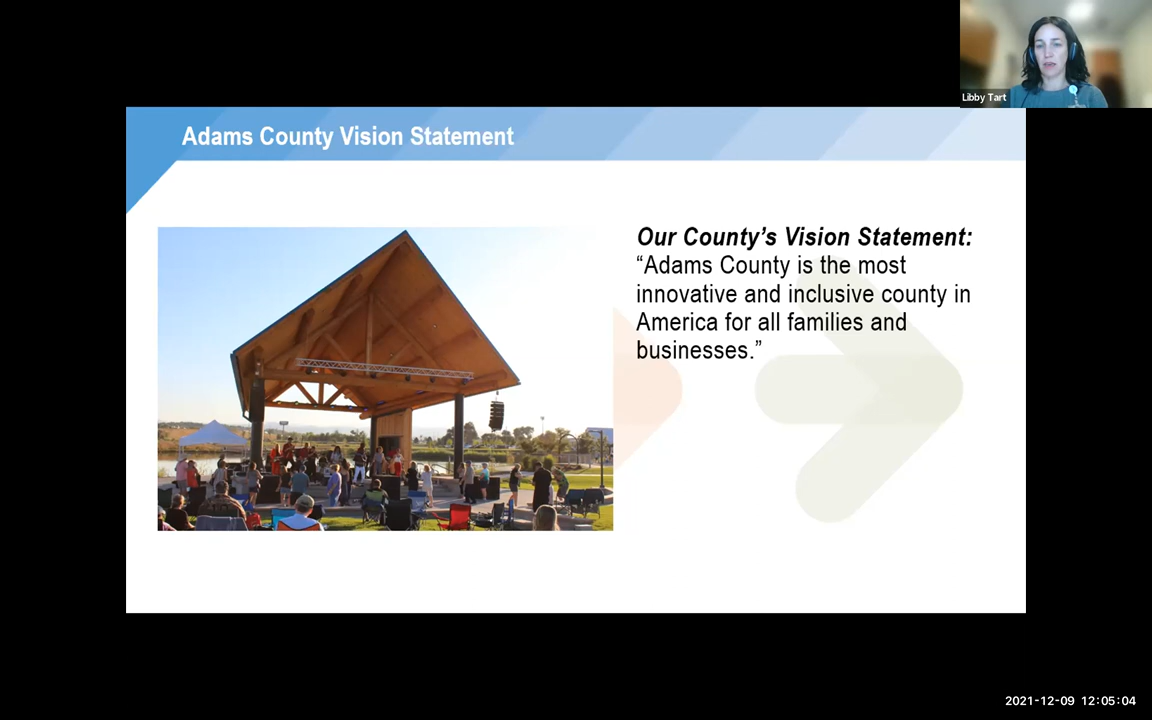 Libby Tart
Adams County Vision Statement
Our County’s Vision Statement:
“Adams County is the most
innovative and inclusive county in
America for all families and
businesses.”
2021-12-09 12:05:04